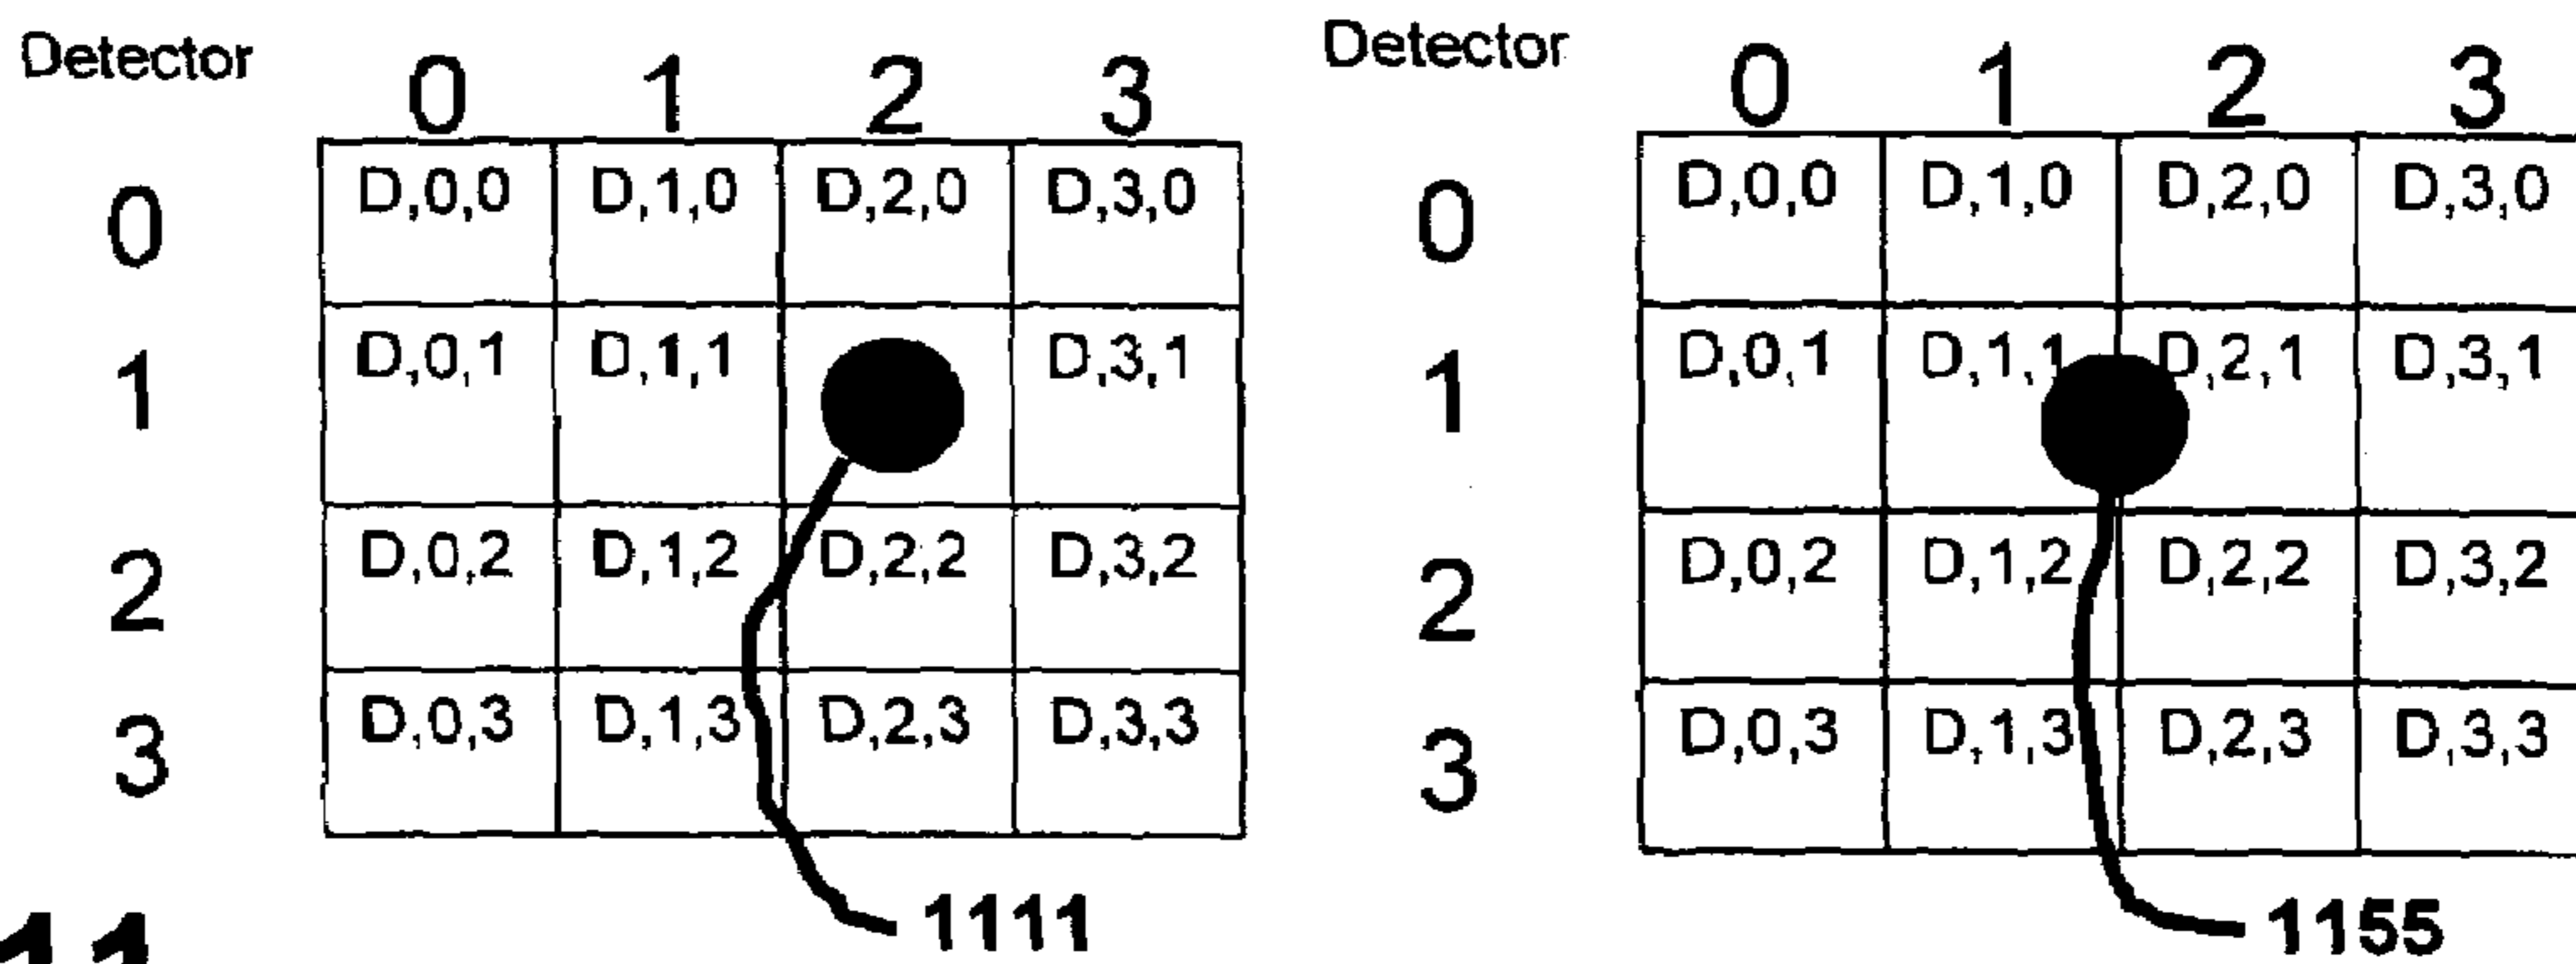 Detector 0 1 2 3
0 D,0,0 D,1,0 D,2,0 D,3,0
1 D,0,1 D,1,1 D,3,1
2 D,0,2 D,1,2 D,2,2 D,3,2
3 D,0,3 D,1,3 D,2,3 D,3,3
1111
Detector 0 1 2 3
0 D,0,0 D,1,0 D,2,0 D,3,0
1 D,0,1 D,1,1 D,2,1 D,3,1
2 D,0,2 D,1,2 D,2,2 D,3,2
3 D,0,3 D,1,3 D,2,3 D,3,3
1155